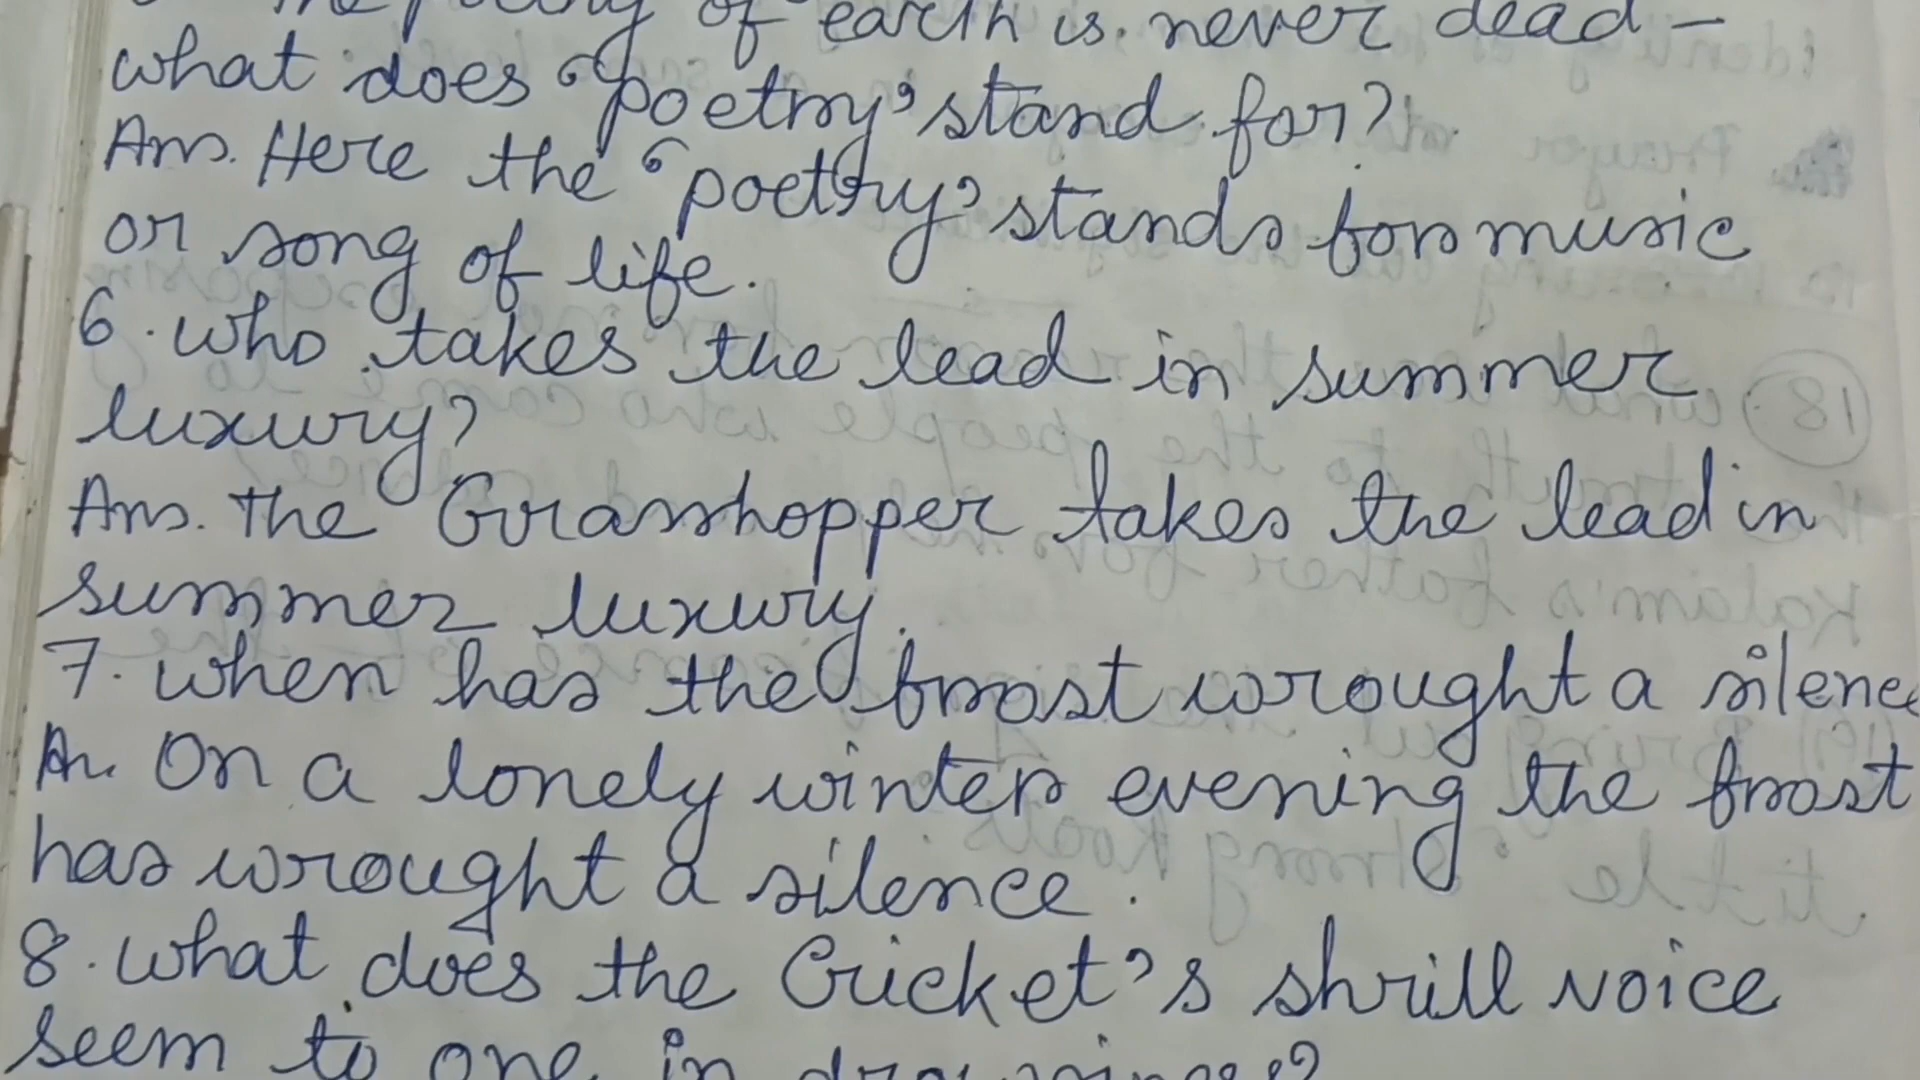 The poetry of earth is never dead -
what does 'poetry' stand for?
Ans. Here the 'poetry' stands for music
or song of life.
6. who takes the lead in summer
luxury?
Ans. The Grasshopper takes the lead in
summer luxury.
7. when has the frost wrought a silence
An. On a lonely winter evening the frost
has wrought a silence.
8. what does the Cricket's shrill voice
seem to one in drowsiness?